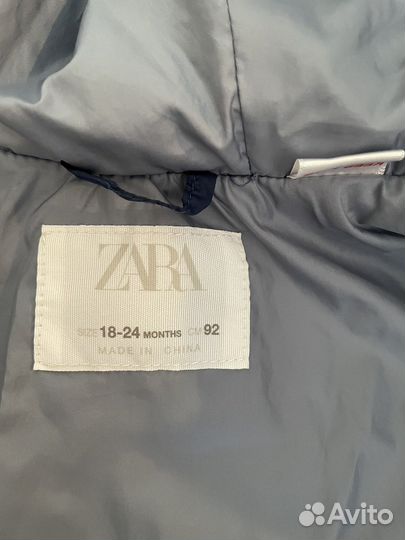 ZARA
SIZE 18-24 MONTHS CM 92
MADE IN CHINA
Avito